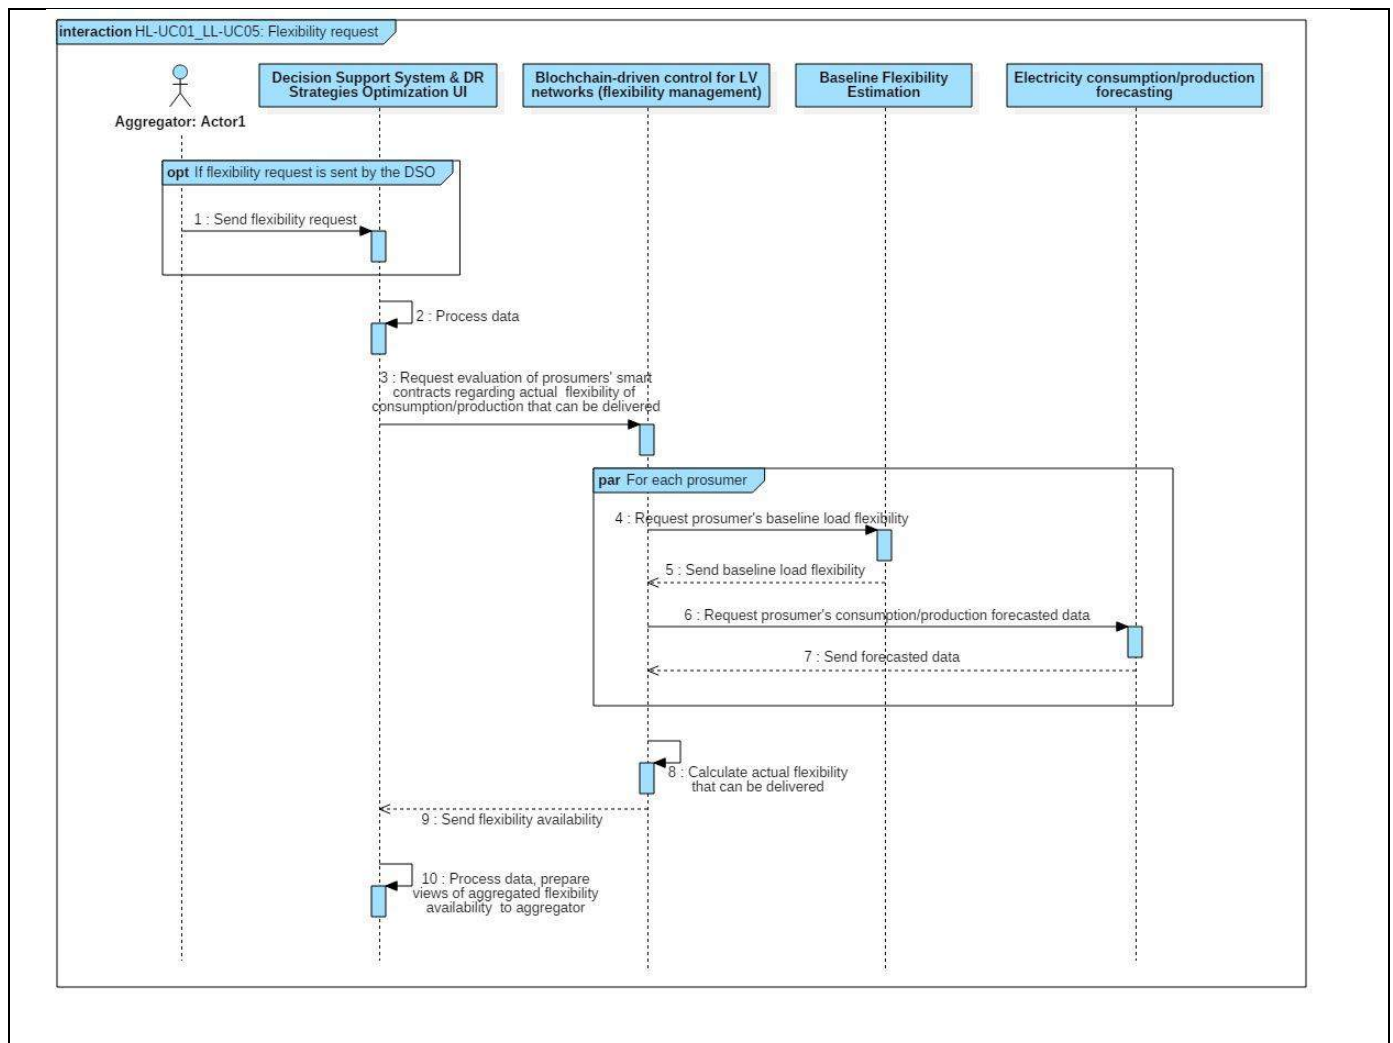 interaction HL-UC01_LL-UC05: Flexibility request
Aggregator: Actor1
Decision Support System & DR
Strategies Optimization UI
Blochchain-driven control for LV
networks (flexibility management)
Baseline Flexibility
Estimation
Electricity consumption/production
forecasting
opt If flexibility request is sent by the DSO
1 : Send flexibility request
2 : Process data
3 : Request evaluation of prosumers' smart
contracts regarding actual flexibility of
consumption/production that can be delivered
par For each prosumer
4 : Request prosumer's baseline load flexibility
5 : Send baseline load flexibility
6 : Request prosumer's consumption/production forecasted data
7 : Send forecasted data
8 : Calculate actual flexibility
that can be delivered
9 : Send flexibility availability
10 : Process data, prepare
views of aggregated flexibility
availability to aggregator